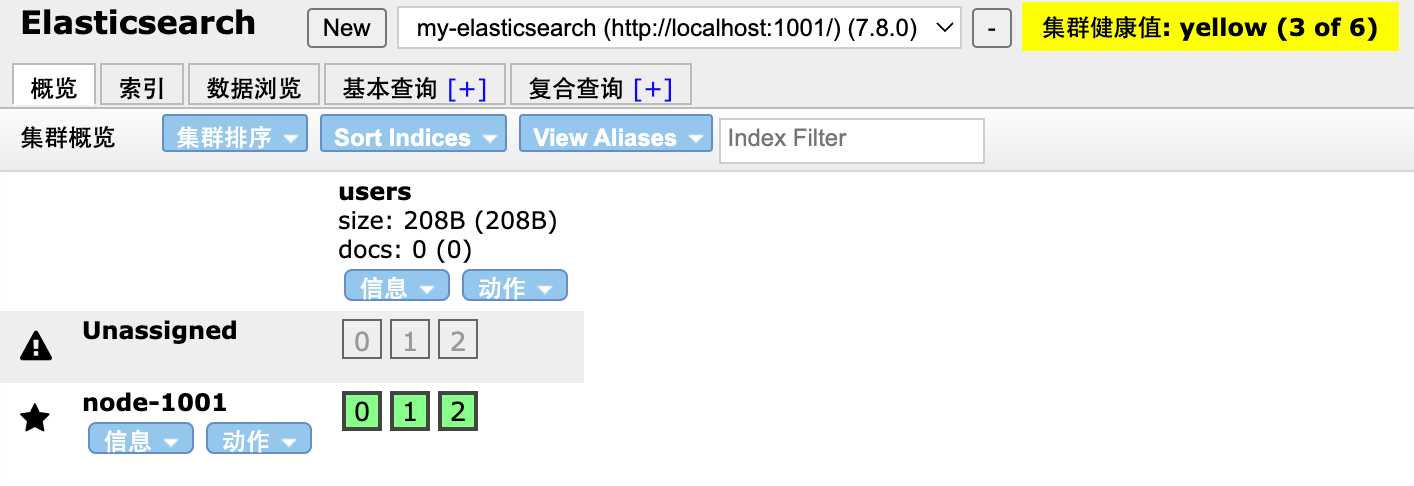 Elasticsearch New my-elasticsearch (http://localhost:1001/) (7.8.0) - 集群健康值: yellow (3 of 6)
概览 索引 数据浏览 基本查询 [+] 复合查询 [+]
集群概览 集群排序 Sort Indices View Aliases Index Filter
users
size: 208B (208B)
docs: 0 (0)
信息 动作
Unassigned 0 1 2
node-1001 0 1 2
信息 动作